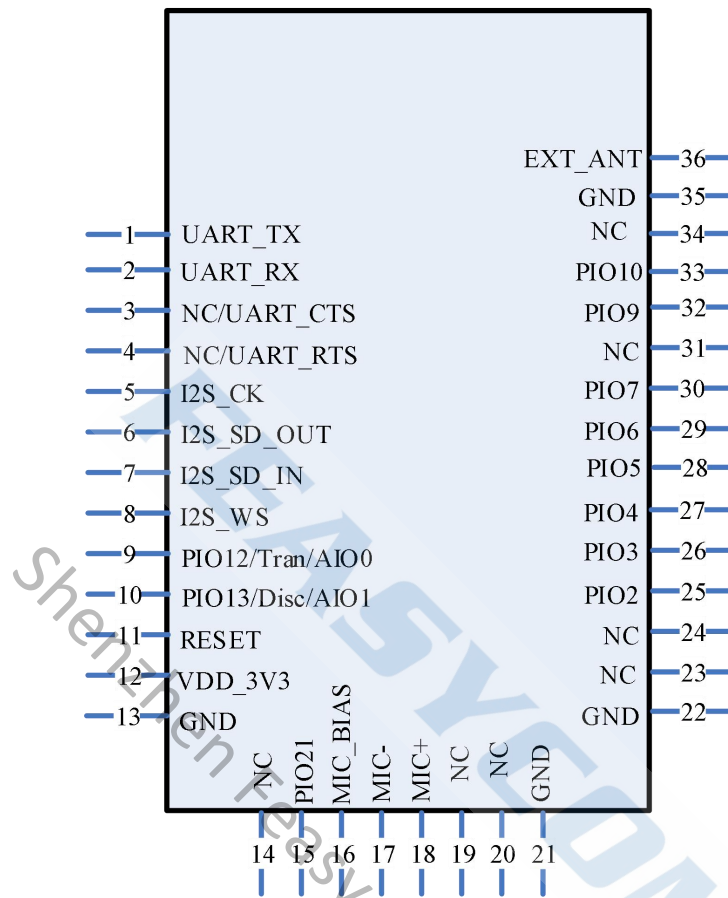 EXT_ANT 36
GND 35
1 UART_TX
NC 34
2 UART_RX
PIO10 33
3 NC/UART_CTS
PIO9 32
4 NC/UART_RTS
NC 31
5 I2S_CK
PIO7 30
6 I2S_SD_OUT
PIO6 29
7 I2S_SD_IN
PIO5 28
8 I2S_WS
PIO4 27
9 PIO12/Tran/AIO0
PIO3 26
10 PIO13/Disc/AIO1
PIO2 25
11 RESET
NC 24
12 VDD_3V3
NC 23
13 GND
GND 22
NC
PIO21
MIC_BIAS
MIC-
MIC+
NC
NC
GND
14 15 16 17 18 19 20 21
FEASYCOM
Shenzhen Feasy